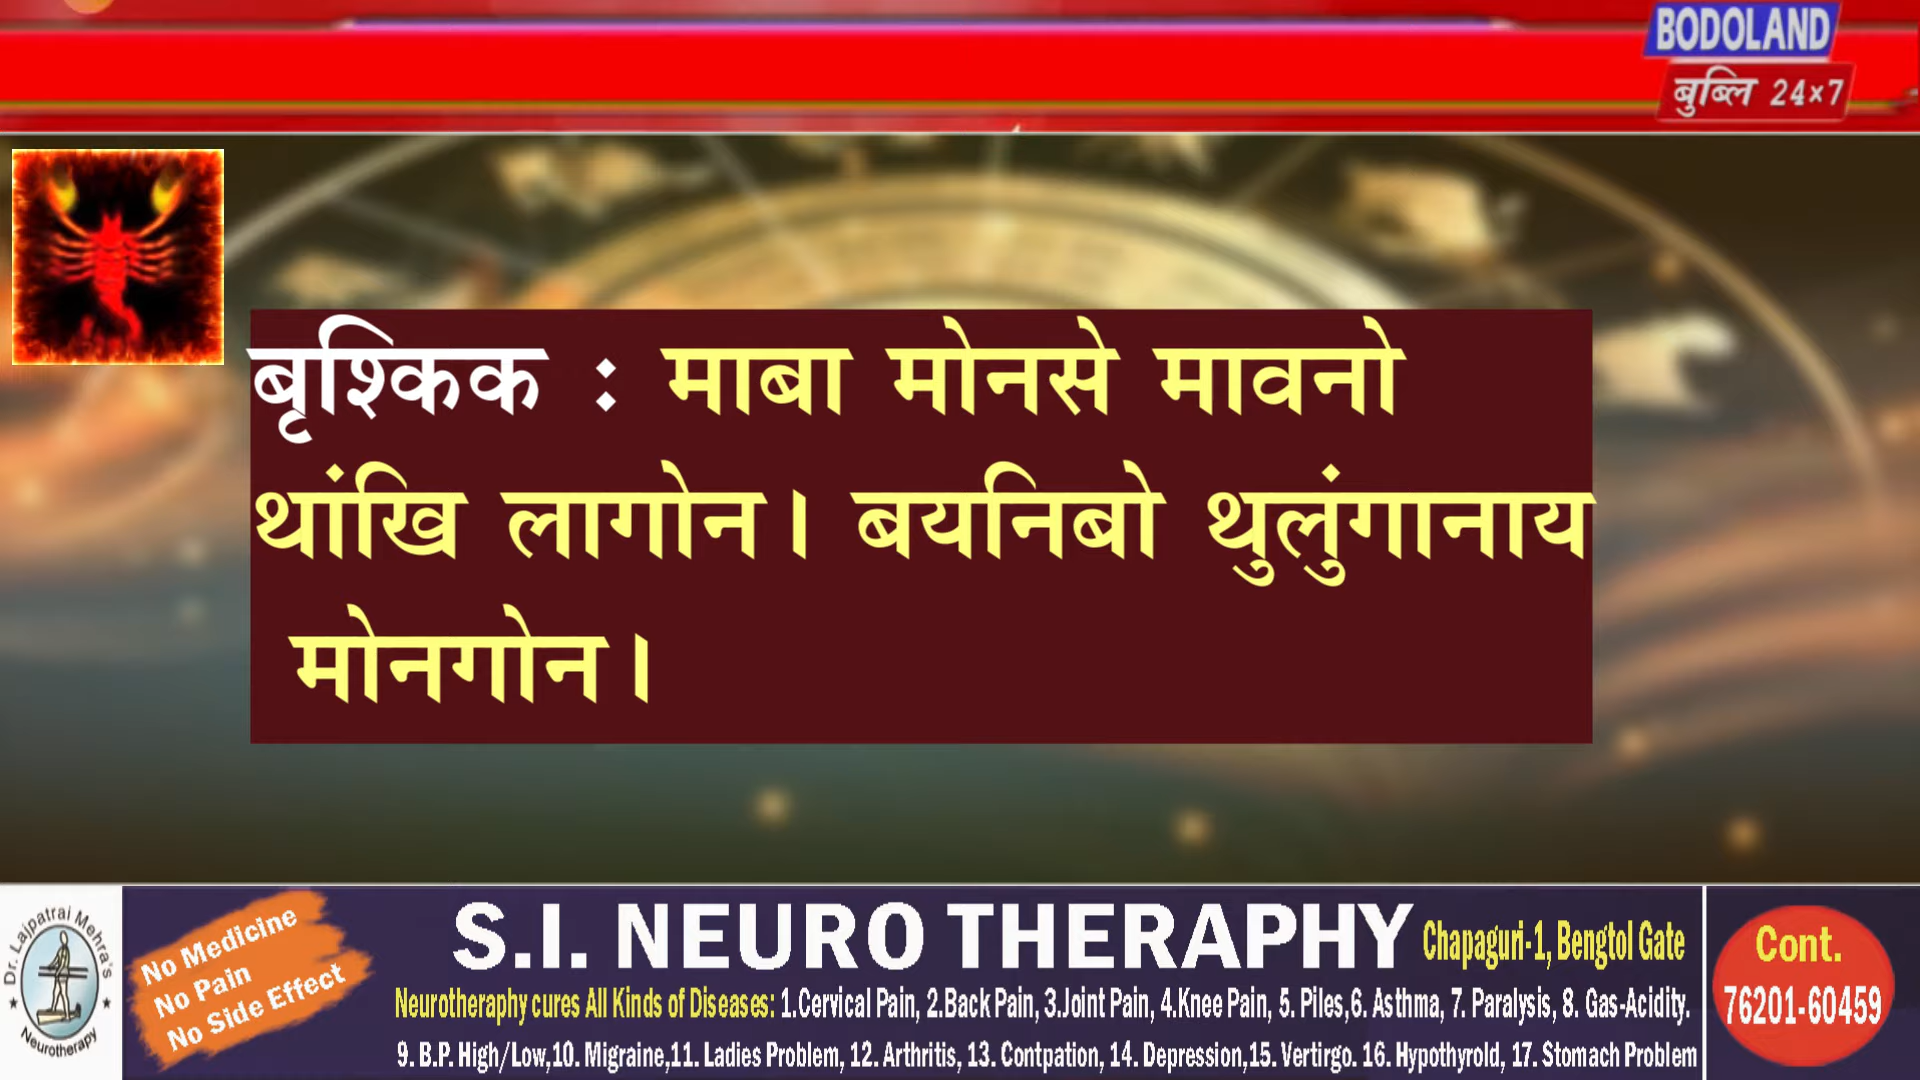 BODOLAND
बुब्लि 24×7
बृश्किक : माबा मोनसे मावनो
थांखि लागोन। बयनिबो थुलुंगानाय
मोनगोन।
Dr. Lajpatrai Mehra's
Neurotherapy
No Medicine
No Pain
No Side Effect
S.I. NEURO THERAPHY Chapaguri-1, Bengtol Gate
Neurotheraphy cures All Kinds of Diseases: 1.Cervical Pain, 2.Back Pain, 3.Joint Pain, 4.Knee Pain, 5. Piles,6. Asthma, 7. Paralysis, 8. Gas-Acidity.
9. B.P. High/Low,10. Migraine,11. Ladies Problem, 12. Arthritis, 13. Contpation, 14. Depression,15. Vertirgo. 16. Hypothyrold, 17. Stomach Problem
Cont.
76201-60459